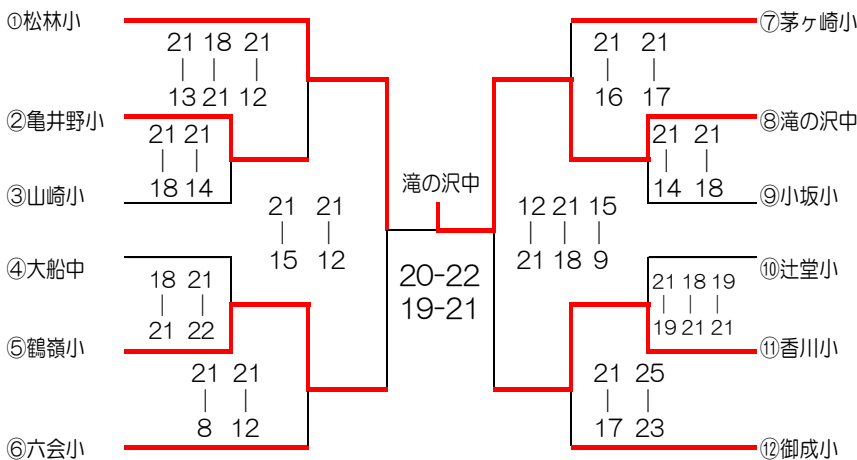 ①松林小
21 18 21
| | |
13 21 12
②亀井野小
21 21
| |
18 14
③山崎小
21 21
| |
15 12
④大船中
18 21
| |
21 22
⑤鶴嶺小
21 21
| |
8 12
⑥六会小
滝の沢中
20-22
19-21
⑦茅ヶ崎小
21 21
| |
16 17
⑧滝の沢中
21 21
| |
14 18
⑨小坂小
12 21 15
| | |
21 18 9
⑩辻堂小
21 18 19
| | |
19 21 21
⑪香川小
21 25
| |
17 23
⑫御成小